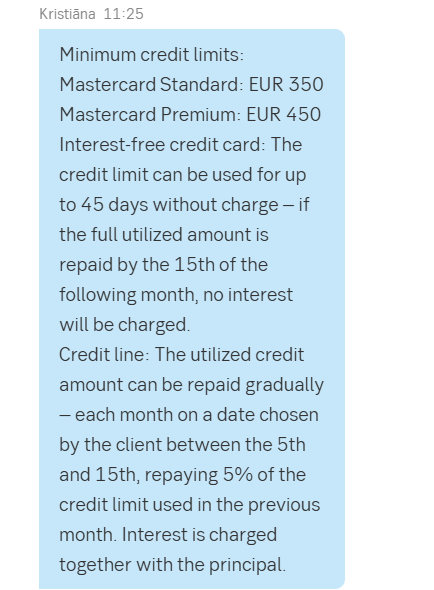 Kristiāna 11:25
Minimum credit limits:
Mastercard Standard: EUR 350
Mastercard Premium: EUR 450
Interest-free credit card: The
credit limit can be used for up
to 45 days without charge – if
the full utilized amount is
repaid by the 15th of the
following month, no interest
will be charged.
Credit line: The utilized credit
amount can be repaid gradually
– each month on a date chosen
by the client between the 5th
and 15th, repaying 5% of the
credit limit used in the previous
month. Interest is charged
together with the principal.